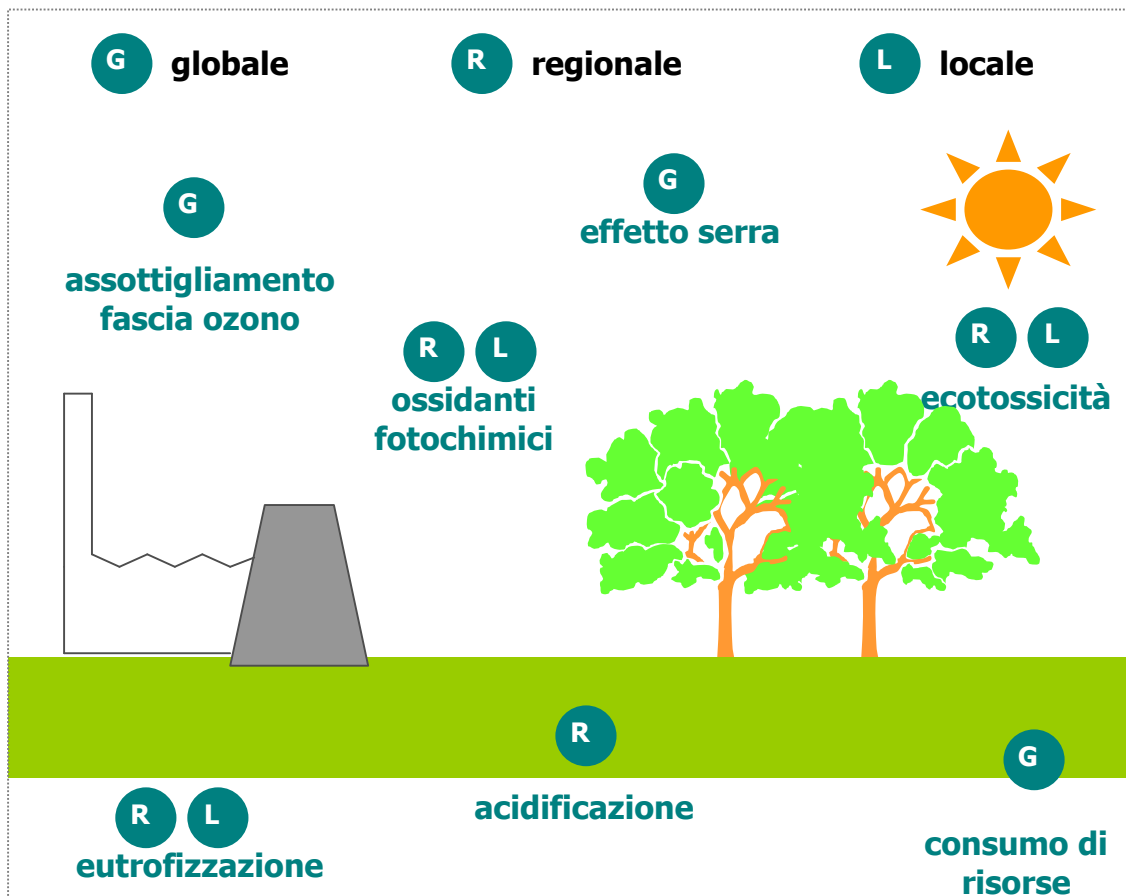 G globale R regionale L locale
G
effetto serra
G
assottigliamento
fascia ozono
R L
ossidanti
fotochimici
R L
ecotossicità
R
acidificazione
G
consumo di
risorse
R L
eutrofizzazione